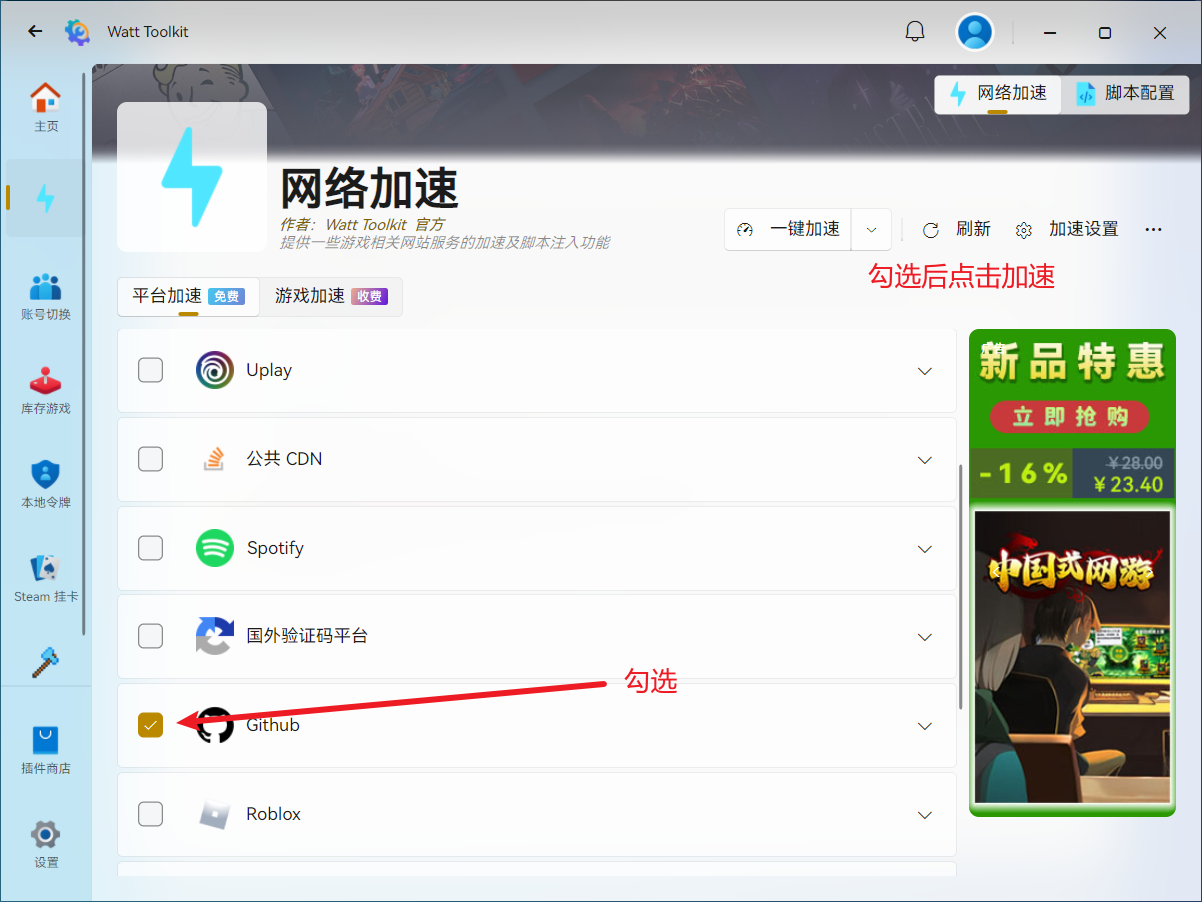 Watt Toolkit
网络加速
脚本配置
主页
网络加速
作者: Watt Toolkit 官方
提供一些游戏相关网站服务的加速及脚本注入功能
一键加速
刷新
加速设置
勾选后点击加速
平台加速 免费
游戏加速 收费
账号切换
库存游戏
本地令牌
Steam 挂卡
插件商店
设置
Uplay
公共 CDN
Spotify
国外验证码平台
勾选
Github
Roblox
新品特惠
立即抢购
-16%
¥28.00
¥23.40
中国式网游